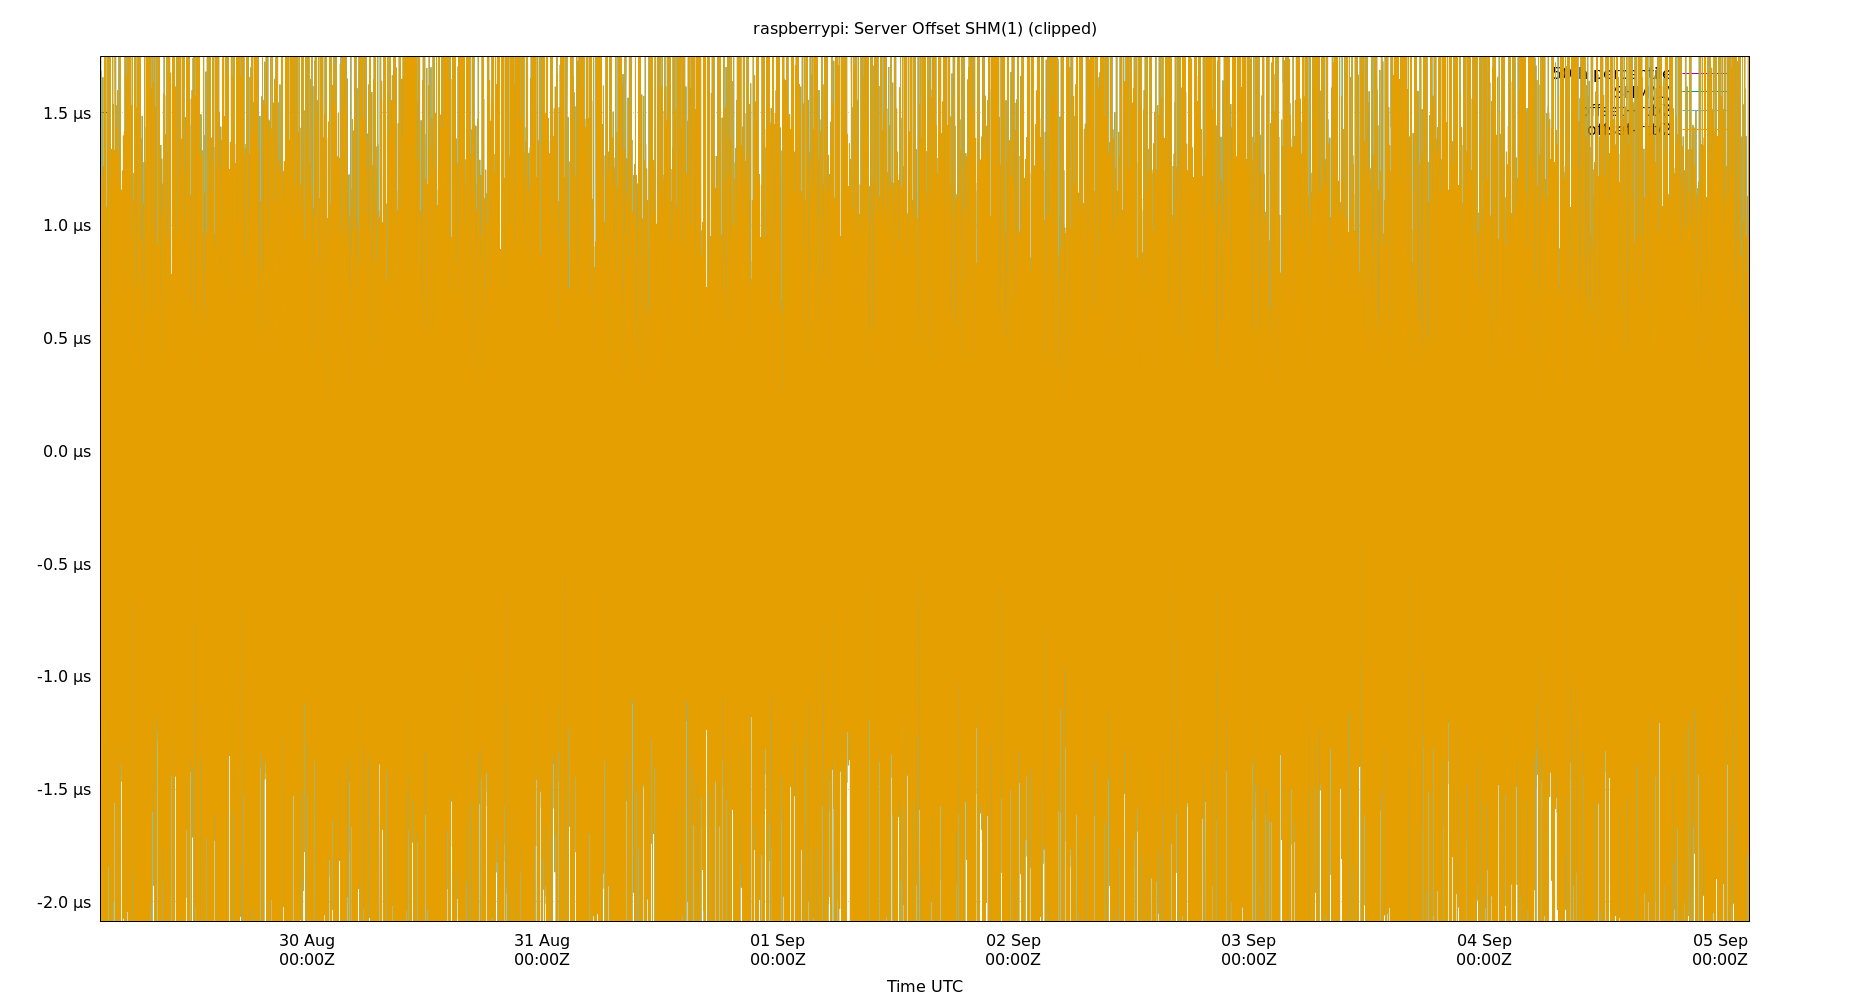 raspberrypi: Server Offset SHM(1) (clipped)
percentile
1.5 µs
1.0 µs
0.5 µs
0.0 µs
-0.5 µs
-1.0 µs
-1.5 µs
-2.0 µs
30 Aug 31 Aug 01 Sep 02 Sep 03 Sep 04 Sep 05 Sep
00:00Z 00:00Z 00:00Z 00:00Z 00:00Z 00:00Z 00:00Z
Time UTC